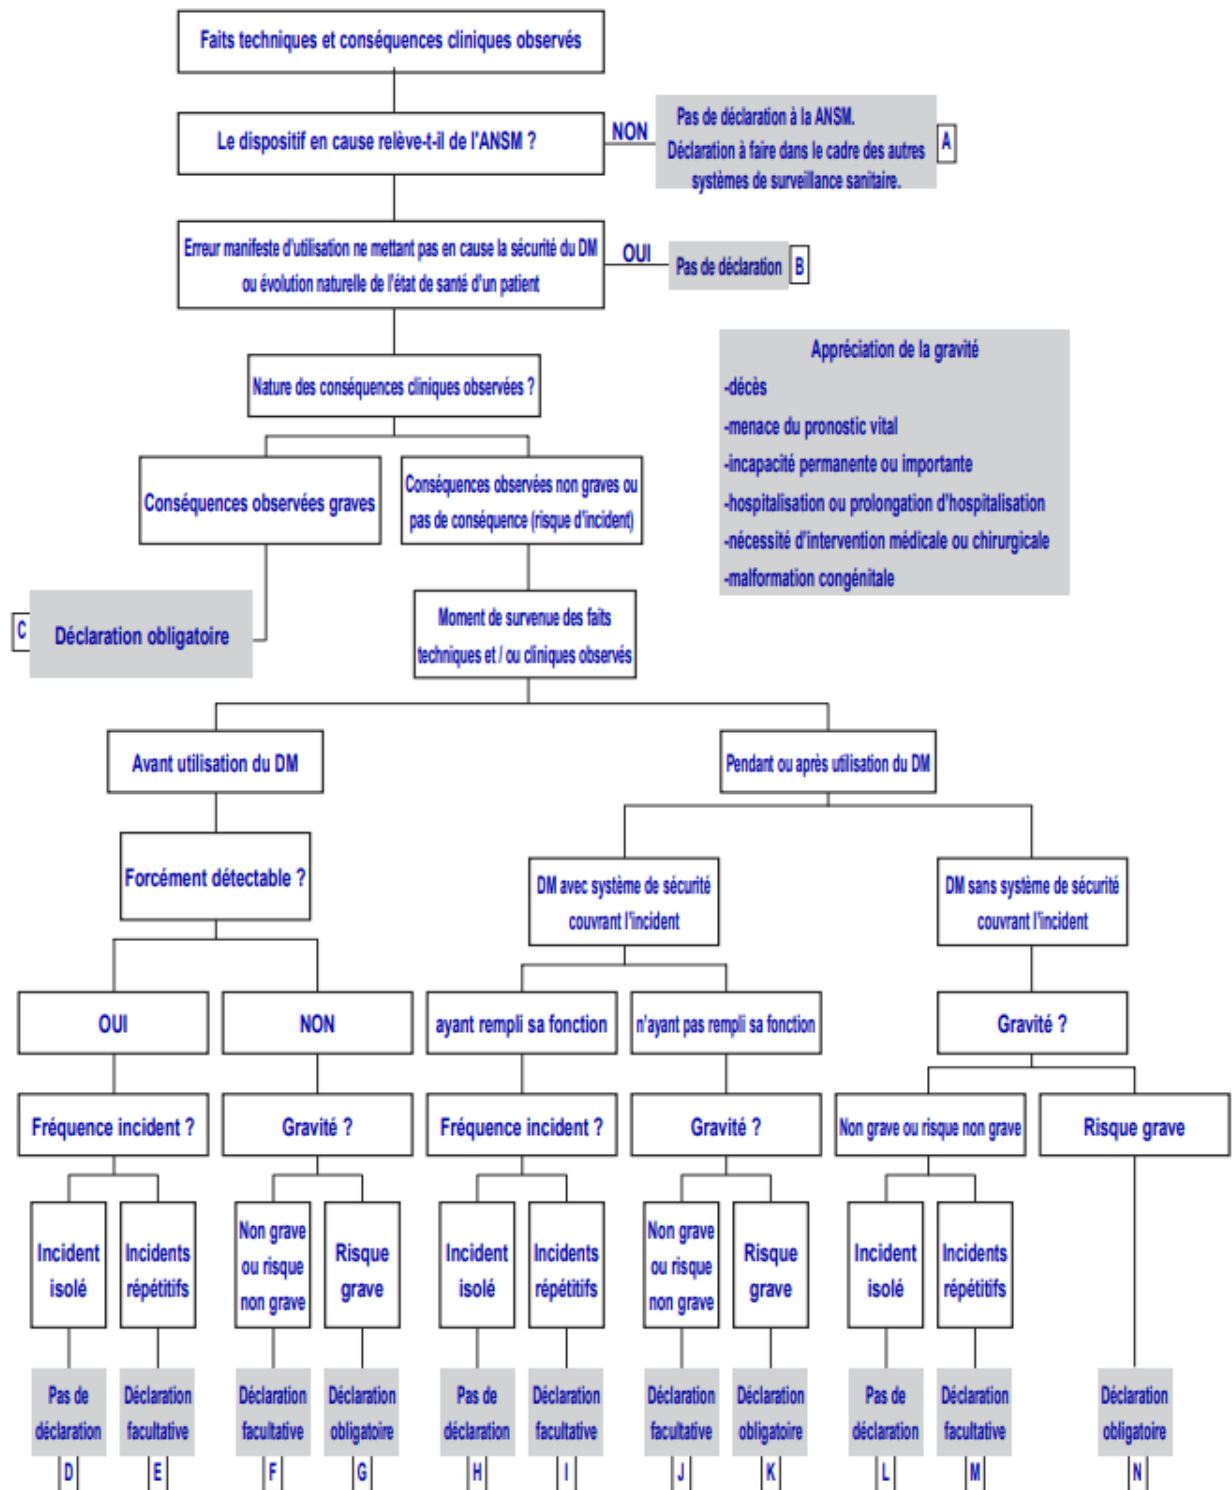 Faits techniques et conséquences cliniques observés
Le dispositif en cause relève-t-il de l'ANSM ?
NON
Pas de déclaration à la ANSM.
Déclaration à faire dans le cadre des autres
systèmes de surveillance sanitaire.
A
Erreur manifeste d'utilisation ne mettant pas en cause la sécurité du DM
ou évolution naturelle de l'état de santé d'un patient
OUI
Pas de déclaration
B
Appréciation de la gravité
-décès
-menace du pronostic vital
-incapacité permanente ou importante
-hospitalisation ou prolongation d'hospitalisation
-nécessité d'intervention médicale ou chirurgicale
-malformation congénitale
Nature des conséquences cliniques observées ?
Conséquences observées graves
Conséquences observées non graves ou
pas de conséquence (risque d'incident)
C
Déclaration obligatoire
Moment de survenue des faits
techniques et / ou cliniques observés
Avant utilisation du DM
Pendant ou après utilisation du DM
Forcément détectable ?
DM avec système de sécurité
couvrant l'incident
DM sans système de sécurité
couvrant l'incident
OUI
NON
ayant rempli sa fonction
n'ayant pas rempli sa fonction
Gravité ?
Fréquence incident ?
Gravité ?
Fréquence incident ?
Gravité ?
Non grave ou risque non grave
Risque grave
Incident
isolé
Incidents
répétitifs
Non grave
ou risque
non grave
Risque
grave
Incident
isolé
Incidents
répétitifs
Non grave
ou risque
non grave
Risque
grave
Incident
isolé
Incidents
répétitifs
Pas de
déclaration
Déclaration
facultative
Déclaration
facultative
Déclaration
obligatoire
Pas de
déclaration
Déclaration
facultative
Déclaration
facultative
Déclaration
obligatoire
Pas de
déclaration
Déclaration
facultative
Déclaration
obligatoire
D
E
F
G
H
I
J
K
L
M
N